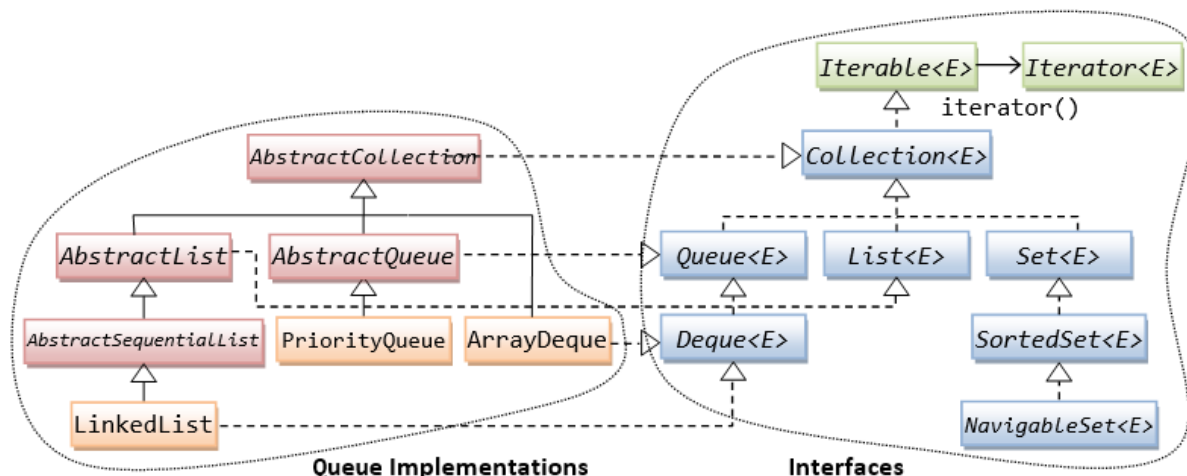 Iterable<E> Iterator<E>
iterator()
AbstractCollection Collection<E>
AbstractList AbstractQueue Queue<E> List<E> Set<E>
AbstractSequentialList PriorityQueue ArrayDeque Deque<E> SortedSet<E>
LinkedList NavigableSet<E>
Queue Implementations Interfaces